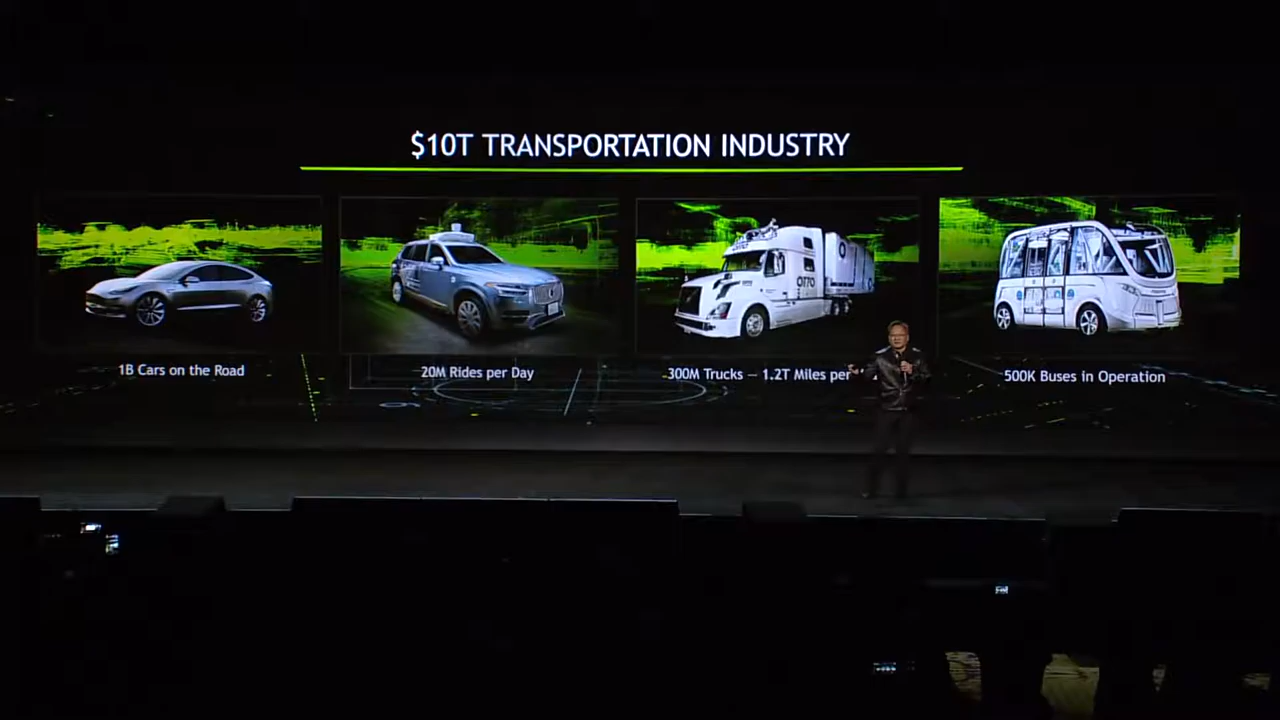 $10T TRANSPORTATION INDUSTRY
OTTO
1B Cars on the Road
20M Rides per Day
300M Trucks — 1.2T Miles per
500K Buses in Operation